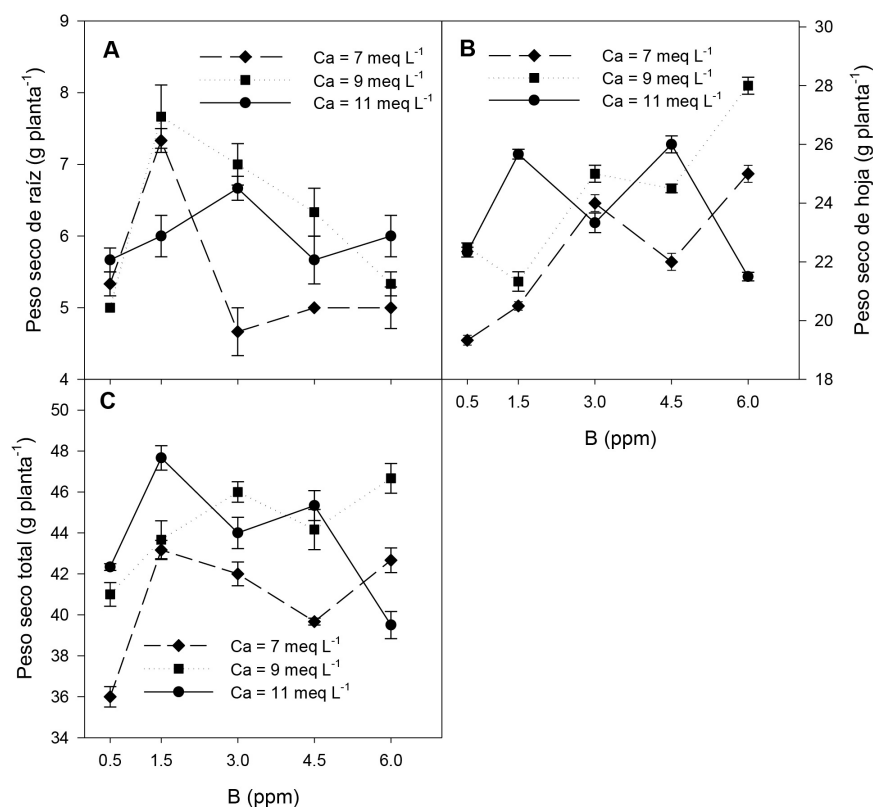 A
Peso seco de raíz (g planta⁻¹)
9
8
7
6
5
4
Ca = 7 meq L⁻¹
Ca = 9 meq L⁻¹
Ca = 11 meq L⁻¹
B
Ca = 7 meq L⁻¹
Ca = 9 meq L⁻¹
Ca = 11 meq L⁻¹
30
28
26
24
22
20
18
Peso seco de hoja (g planta⁻¹)
0.5 1.5 3.0 4.5 6.0
B (ppm)
C
Peso seco total (g planta⁻¹)
50
48
46
44
42
40
38
36
34
Ca = 7 meq L⁻¹
Ca = 9 meq L⁻¹
Ca = 11 meq L⁻¹
0.5 1.5 3.0 4.5 6.0
B (ppm)